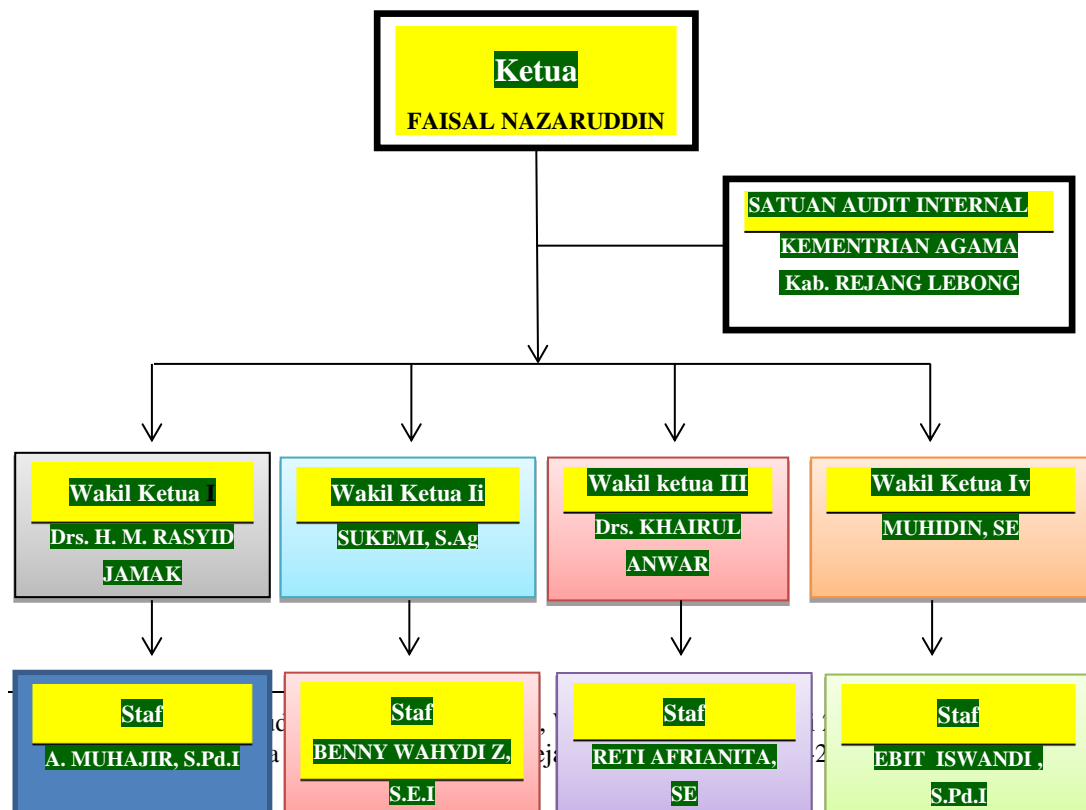 Ketua
FAISAL NAZARUDDIN
SATUAN AUDIT INTERNAL
KEMENTRIAN AGAMA
Kab. REJANG LEBONG
Wakil Ketua I
Drs. H. M. RASYID
JAMAK
Wakil Ketua Ii
SUKEMI, S.Ag
Wakil ketua III
Drs. KHAIRUL
ANWAR
Wakil Ketua Iv
MUHIDIN, SE
Staf
A. MUHAJIR, S.Pd.I
Staf
BENNY WAHYDI Z,
S.E.I
Staf
RETI AFRIANITA,
SE
Staf
EBIT ISWANDI ,
S.Pd.I